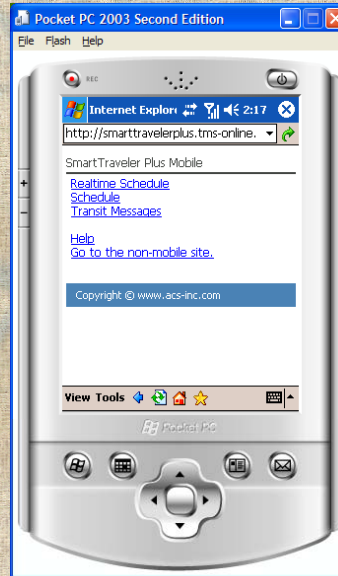 Pocket PC 2003 Second Edition
File Flash Help
REC
Internet Explor 2:17
http://smarttravelerplus.tms-online.
SmartTraveler Plus Mobile
Realtime Schedule
Schedule
Transit Messages
Help
Go to the non-mobile site.
Copyright © www.acs-inc.com
View Tools
Pocket PC